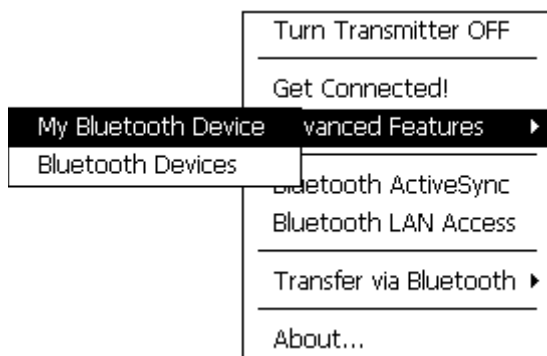 Turn Transmitter OFF
Get Connected!
My Bluetooth Device
vanced Features
Bluetooth Devices
Bluetooth ActiveSync
Bluetooth LAN Access
Transfer via Bluetooth
About...